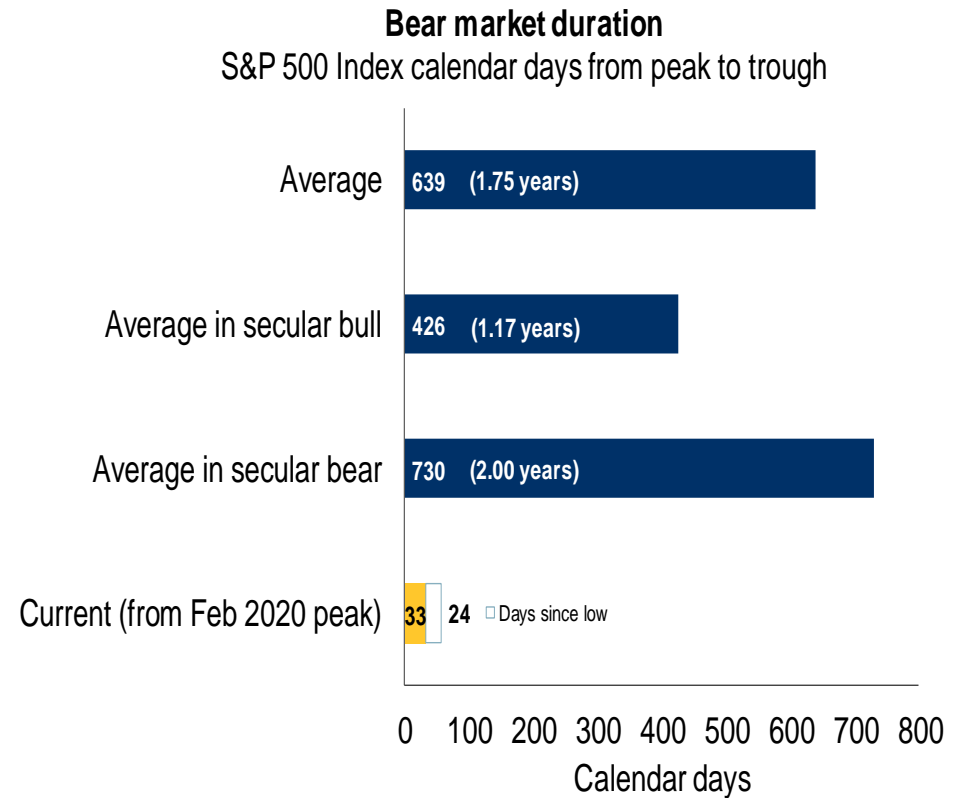 Bear market duration
S&P 500 Index calendar days from peak to trough
Average 639 (1.75 years)
Average in secular bull 426 (1.17 years)
Average in secular bear 730 (2.00 years)
Current (from Feb 2020 peak) 33 24 Days since low
0 100 200 300 400 500 600 700 800
Calendar days